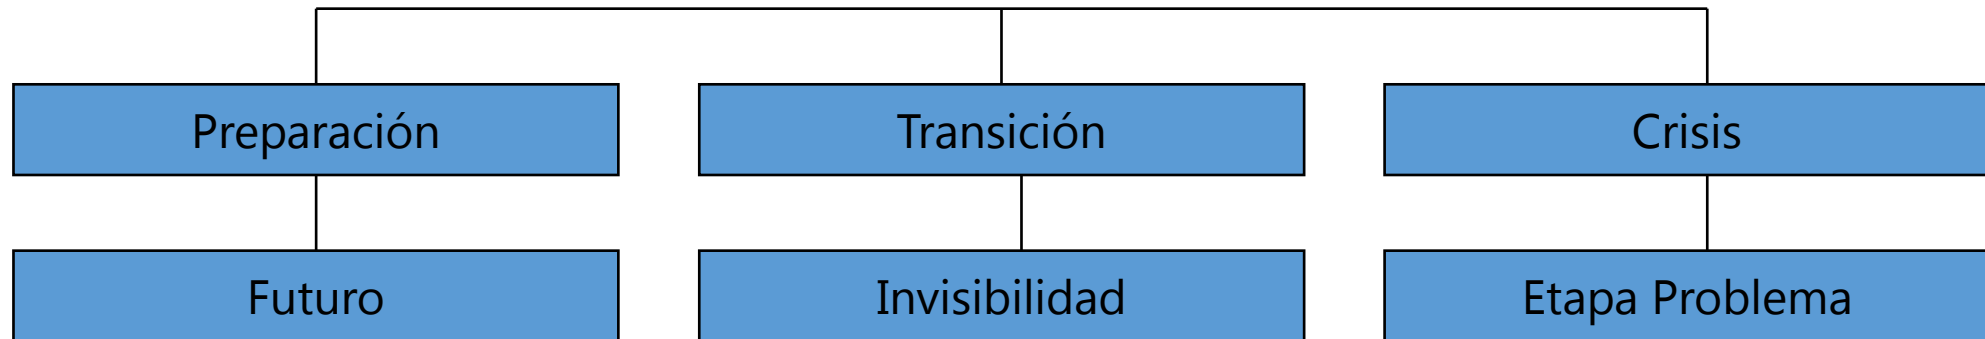 Preparación
Transición
Crisis
Futuro
Invisibilidad
Etapa Problema